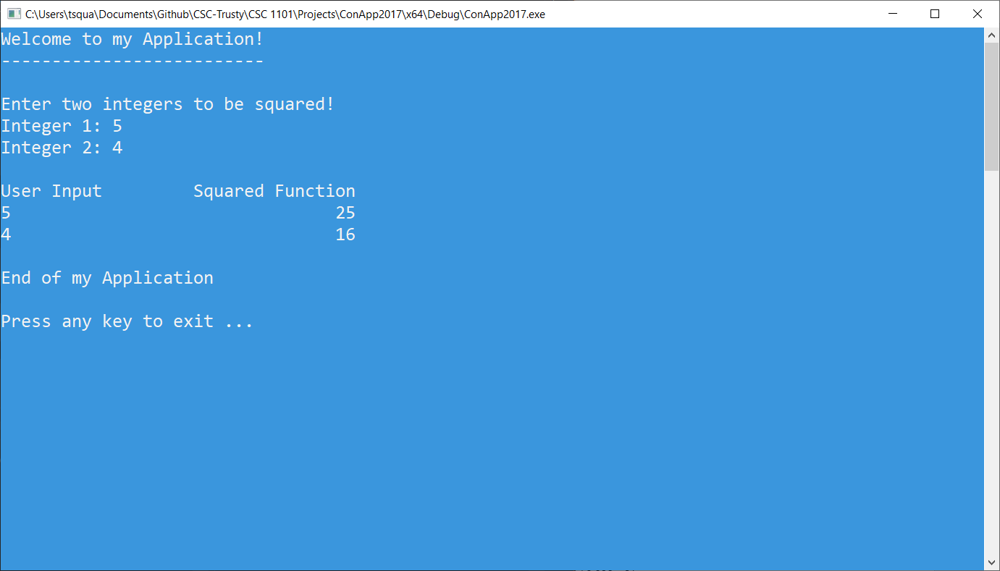 C:\Users\tsqua\Documents\Github\CSC-Trusty\CSC 1101\Projects\ConApp2017\x64\Debug\ConApp2017.exe
Welcome to my Application!
--------------------------
Enter two integers to be squared!
Integer 1: 5
Integer 2: 4
User Input         Squared Function
5                                25
4                                16
End of my Application
Press any key to exit ...